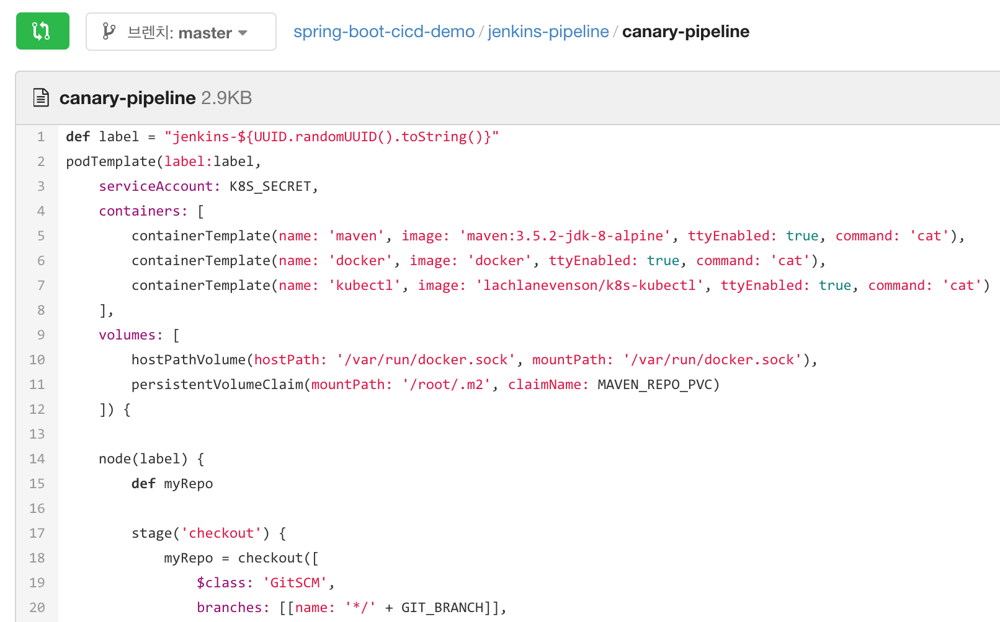 브렌치: master spring-boot-cicd-demo / jenkins-pipeline / canary-pipeline
canary-pipeline 2.9KB
1 def label = "jenkins-${UUID.randomUUID().toString()}"
2 podTemplate(label:label,
3     serviceAccount: K8S_SECRET,
4     containers: [
5         containerTemplate(name: 'maven', image: 'maven:3.5.2-jdk-8-alpine', ttyEnabled: true, command: 'cat'),
6         containerTemplate(name: 'docker', image: 'docker', ttyEnabled: true, command: 'cat'),
7         containerTemplate(name: 'kubectl', image: 'lachlanevenson/k8s-kubectl', ttyEnabled: true, command: 'cat')
8     ],
9     volumes: [
10         hostPathVolume(hostPath: '/var/run/docker.sock', mountPath: '/var/run/docker.sock'),
11         persistentVolumeClaim(mountPath: '/root/.m2', claimName: MAVEN_REPO_PVC)
12     ]) {
13
14     node(label) {
15         def myRepo
16
17         stage('checkout') {
18             myRepo = checkout([
19                 $class: 'GitSCM',
20                 branches: [[name: '*/' + GIT_BRANCH]],